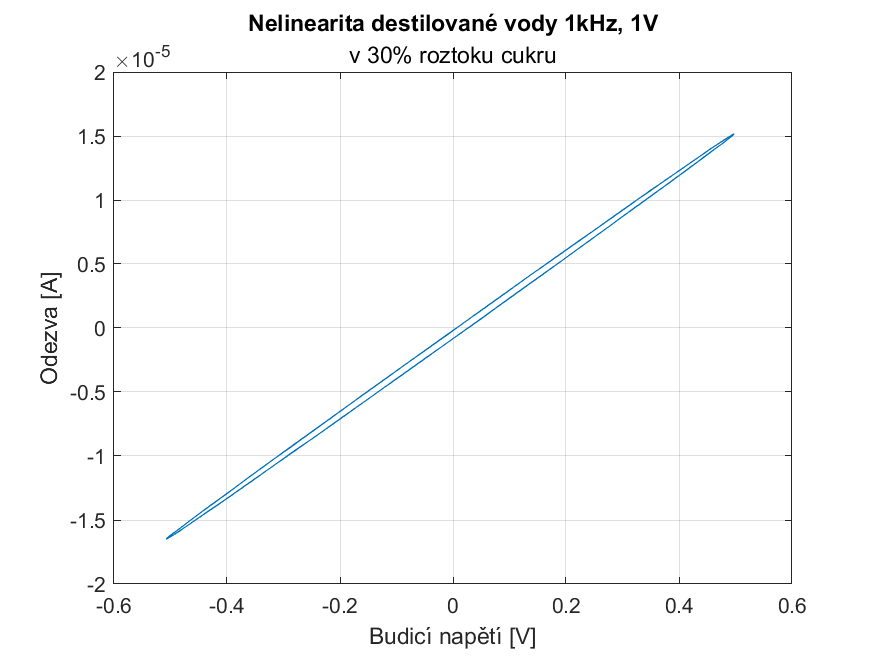 Nelinearita destilované vody 1kHz, 1V
v 30% roztoku cukru
×10⁻⁵
2
1.5
1
0.5
0
-0.5
-1
-1.5
-2
Odezva [A]
-0.6 -0.4 -0.2 0 0.2 0.4 0.6
Budicí napětí [V]